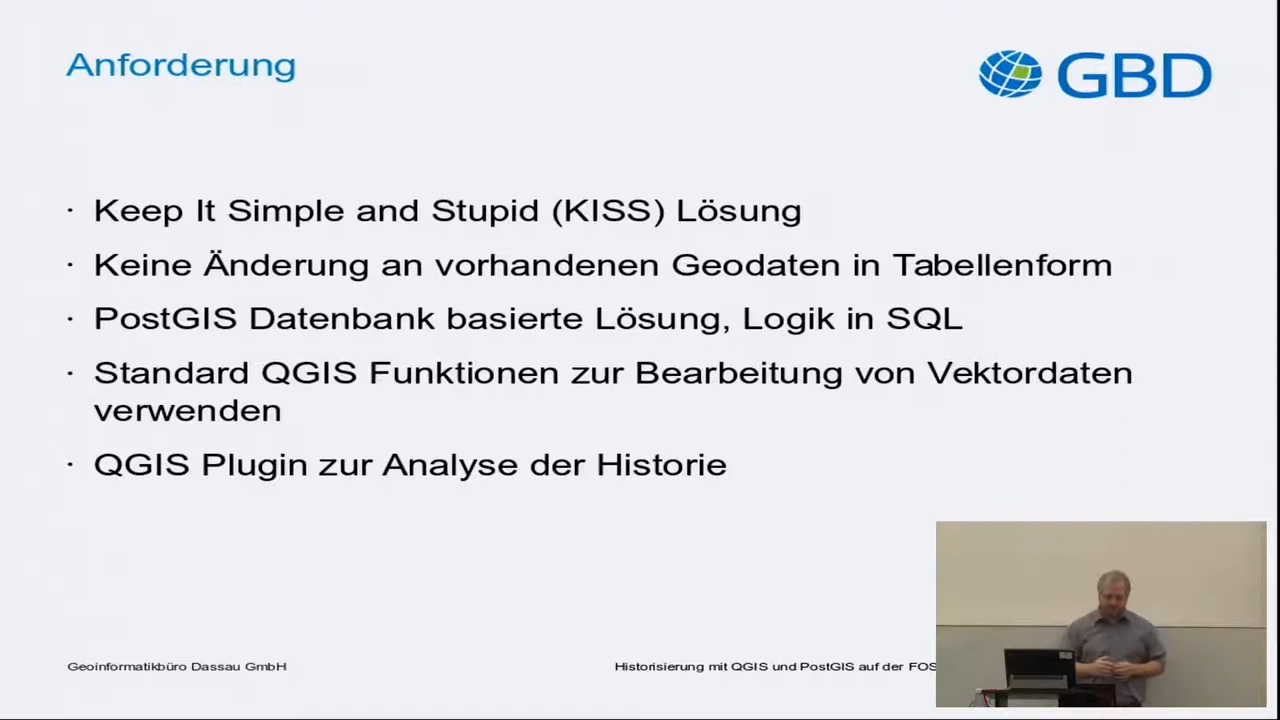 Anforderung
GBD
· Keep It Simple and Stupid (KISS) Lösung
· Keine Änderung an vorhandenen Geodaten in Tabellenform
· PostGIS Datenbank basierte Lösung, Logik in SQL
· Standard QGIS Funktionen zur Bearbeitung von Vektordaten
verwenden
· QGIS Plugin zur Analyse der Historie
Geoinformatikbüro Dassau GmbH
Historisierung mit QGIS und PostGIS auf der FOS